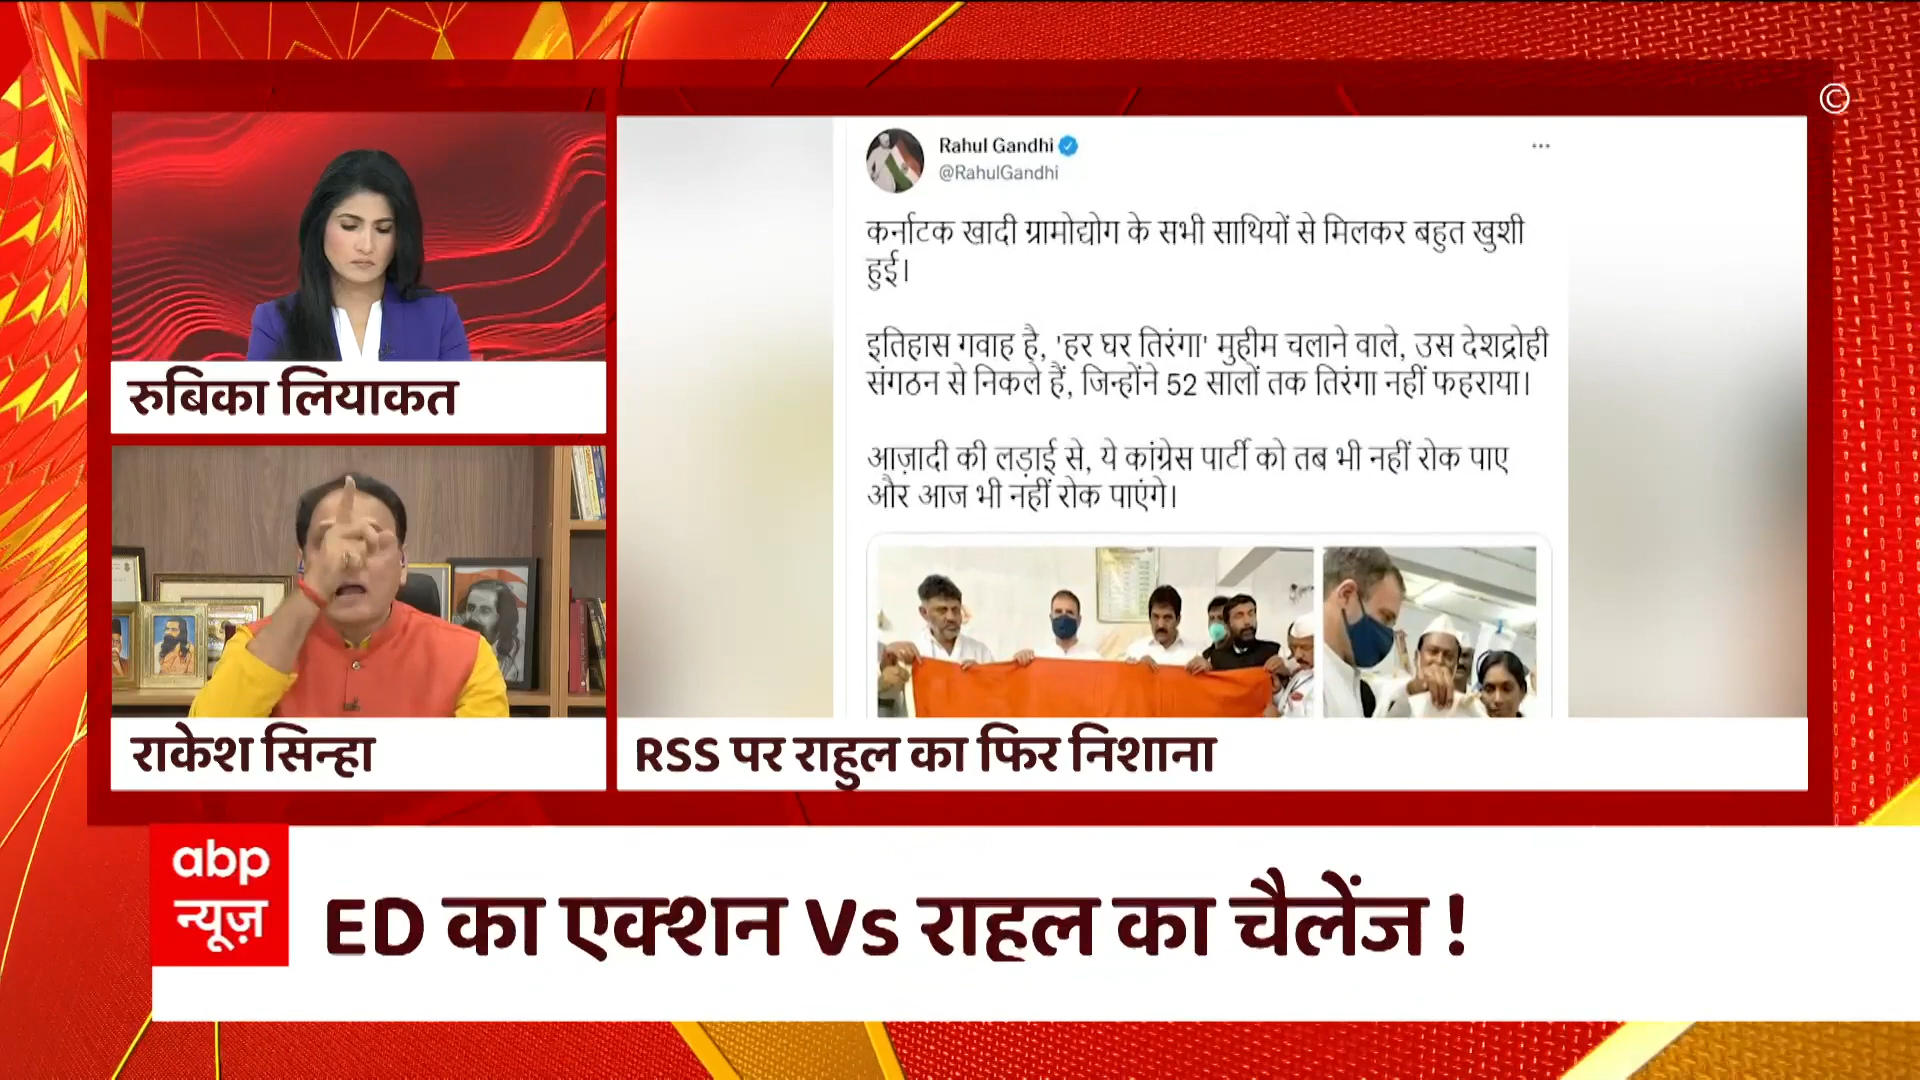 ©
रुबिका लियाकत
राकेश सिन्हा
Rahul Gandhi
@RahulGandhi
कर्नाटक खादी ग्रामोद्योग के सभी साथियों से मिलकर बहुत खुशी
हुई।
इतिहास गवाह है, 'हर घर तिरंगा' मुहीम चलाने वाले, उस देशद्रोही
संगठन से निकले हैं, जिन्होंने 52 सालों तक तिरंगा नहीं फहराया।
आज़ादी की लड़ाई से, ये कांग्रेस पार्टी को तब भी नहीं रोक पाए
और आज भी नहीं रोक पाएंगे।
RSS पर राहुल का फिर निशाना
abp
न्यूज़
ED का एक्शन Vs राहुल का चैलेंज !